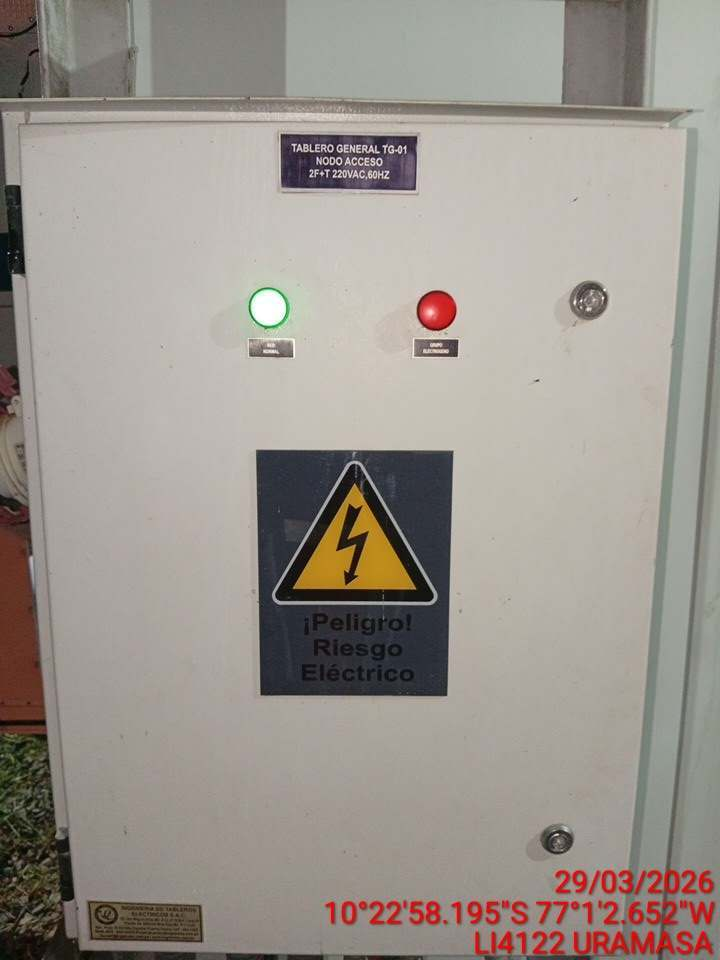 TABLERO GENERAL TG-01
NODO ACCESO
2F+T 220VAC,60HZ
RED
NORMAL
GRUPO
ELECTROGENO
¡Peligro!
Riesgo
Eléctrico
INGENIERIA DE TABLEROS
ELECTRICOS S.A.C.
29/03/2026
10°22'58.195"S 77°1'2.652"W
LI4122 URAMASA